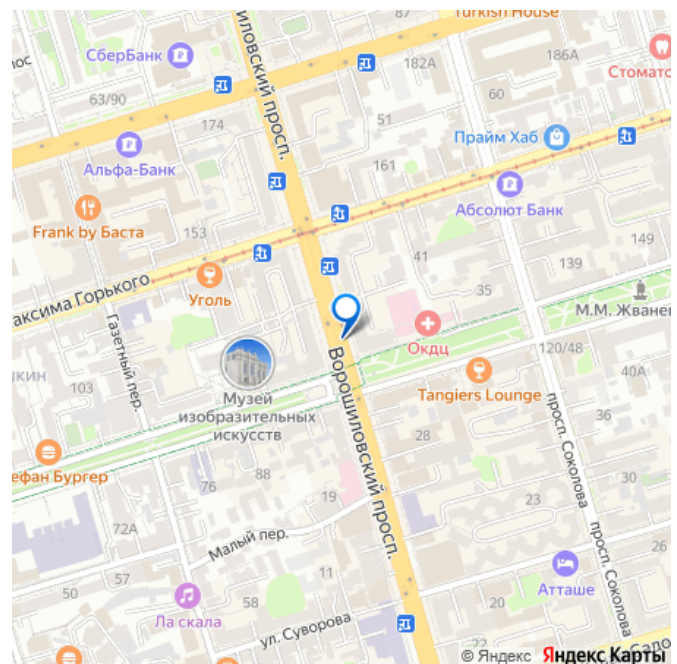 87
Turkish House
СберБанк
182А
186А
Стомато
63/90
174
51
60
Прайм Хаб
Альфа-Банк
161
Абсолют Банк
Frank by Баста
153
41
149
139
Уголь
35
аксима Горького
Газетный пер.
М.М. Жванец
Окдц
120/48
103
Музей
изобразительных
искусств
Tangiers Lounge
40А
36
Ворошиловский просп.
просп. Соколова
28
ефан Бургер
88
76
19
30
23
72А
Малый пер.
просп. Соколова
26
57
50
11
Атташе
58
Ла скала
ул. Суворова
22
20
© Яндекс Яндекс Карты